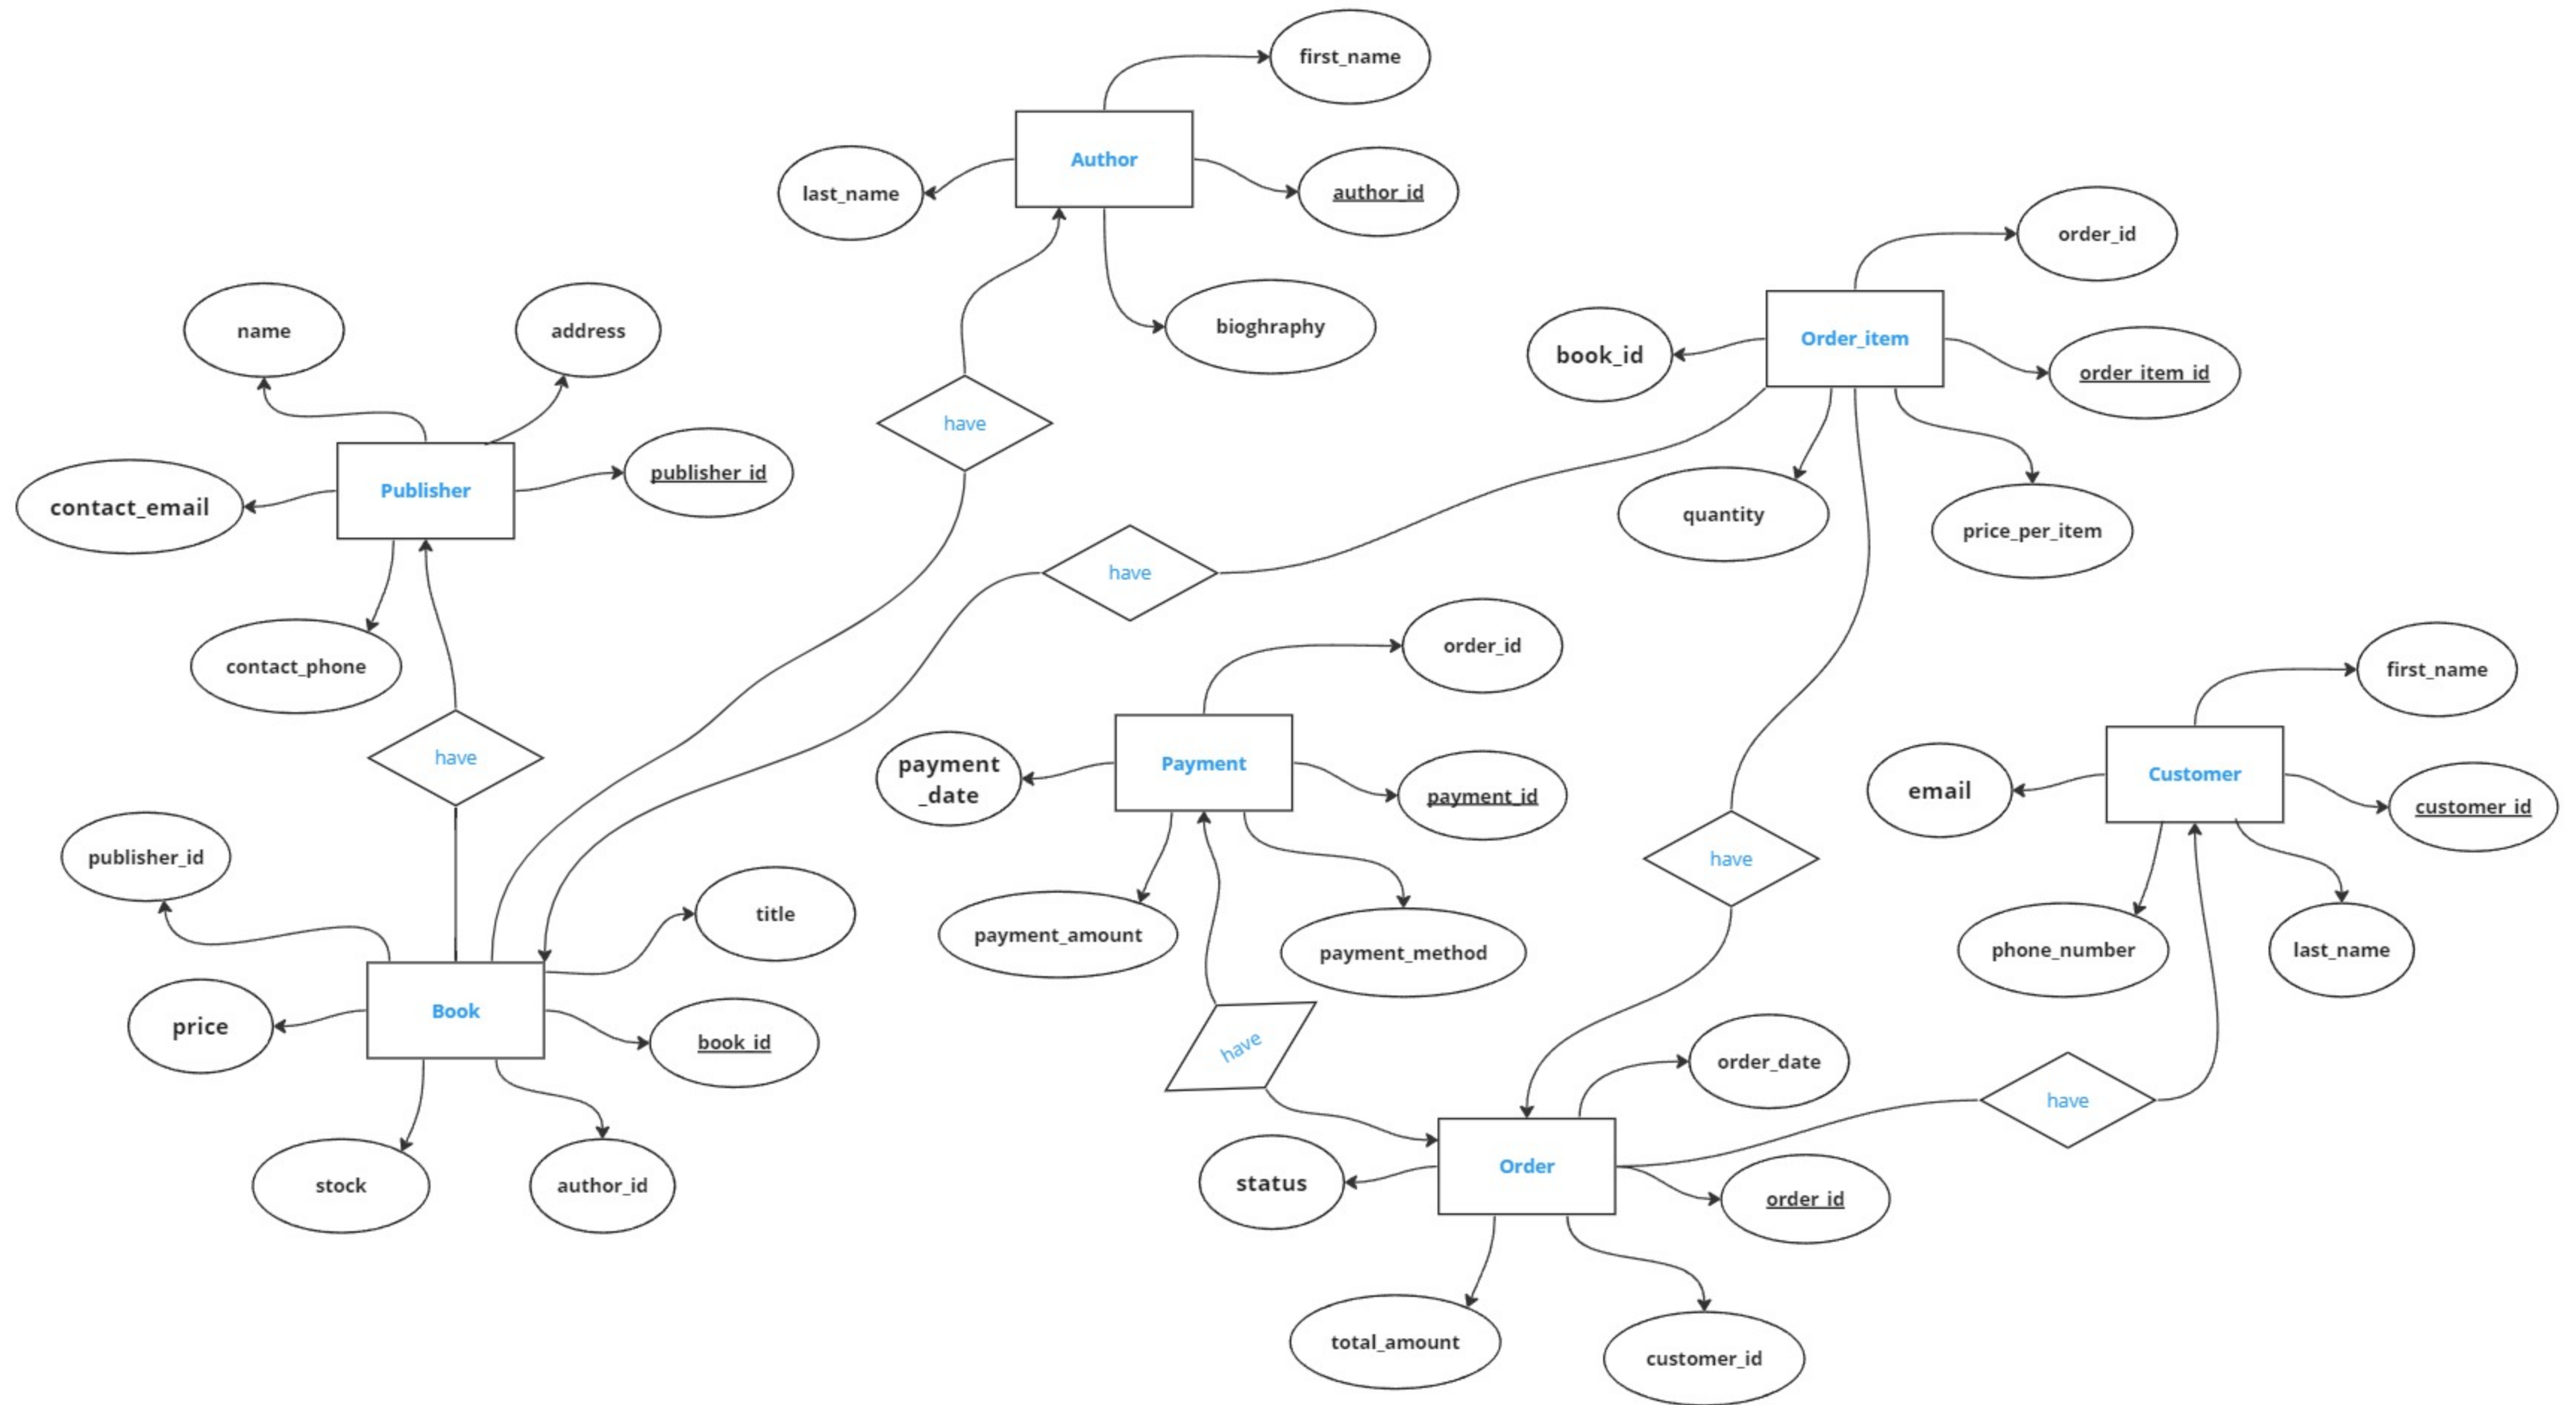 first_name
Author
last_name
author_id
order_id
name
address
bioghraphy
Order_item
book_id
order_item_id
have
publisher_id
Publisher
contact_email
quantity
price_per_item
have
order_id
contact_phone
first_name
have
Payment
payment
_date
payment_id
Customer
email
customer_id
publisher_id
have
title
payment_amount
payment_method
phone_number
last_name
Book
price
book_id
have
order_date
have
stock
author_id
status
Order
order_id
total_amount
customer_id